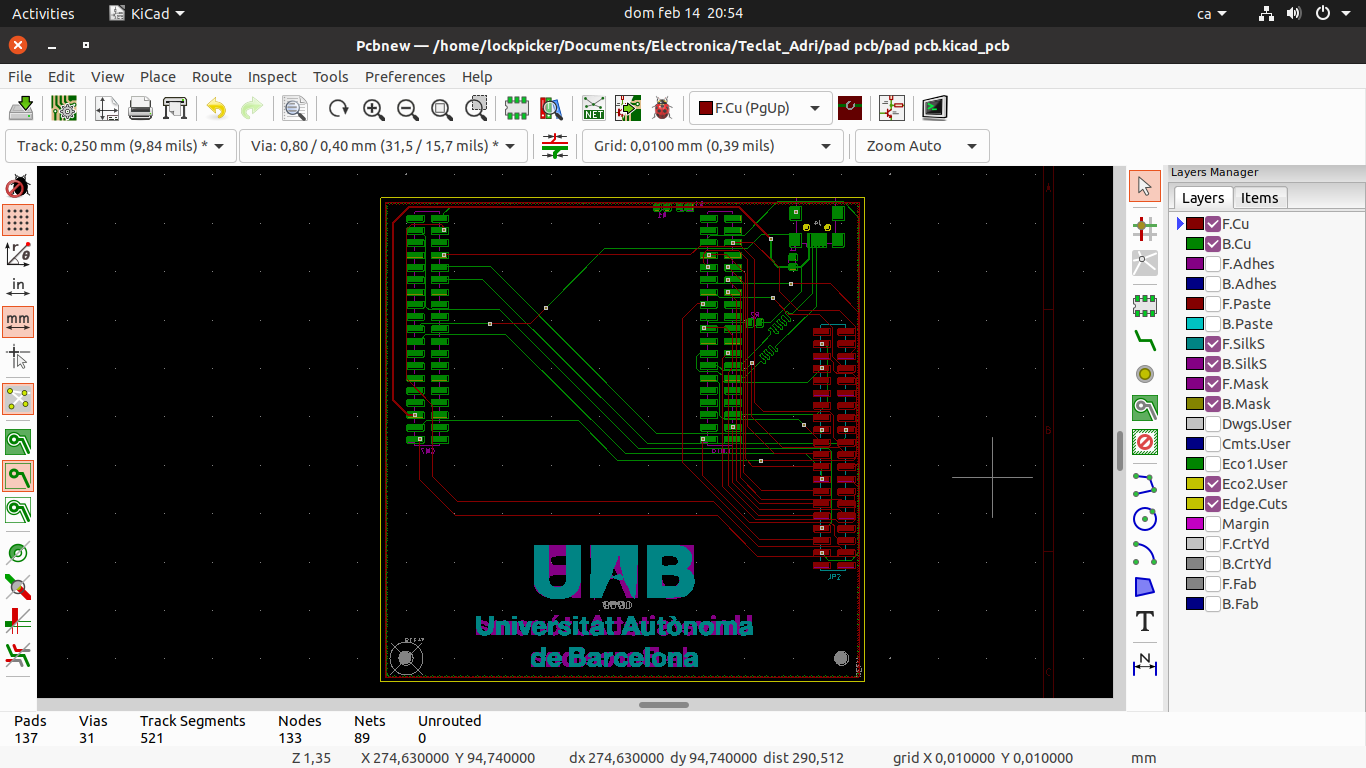 Activities KiCad dom feb 14 20:54 ca
Pcbnew — /home/lockpicker/Documents/Electronica/Teclat_Adri/pad pcb/pad pcb.kicad_pcb
File Edit View Place Route Inspect Tools Preferences Help
NET F.Cu (PgUp)
Track: 0,250 mm (9,84 mils) * Via: 0,80 / 0,40 mm (31,5 / 15,7 mils) * Grid: 0,0100 mm (0,39 mils) Zoom Auto
in
mm
JP2
UAB
Universitat Autònoma
de Barcelona
T
N
Layers Manager
Layers Items
F.Cu
B.Cu
F.Adhes
B.Adhes
F.Paste
B.Paste
F.SilkS
B.SilkS
F.Mask
B.Mask
Dwgs.User
Cmts.User
Eco1.User
Eco2.User
Edge.Cuts
Margin
F.CrtYd
B.CrtYd
F.Fab
B.Fab
Pads Vias Track Segments Nodes Nets Unrouted
137 31 521 133 89 0
Z 1,35 X 274,630000 Y 94,740000 dx 274,630000 dy 94,740000 dist 290,512 grid X 0,010000 Y 0,010000 mm